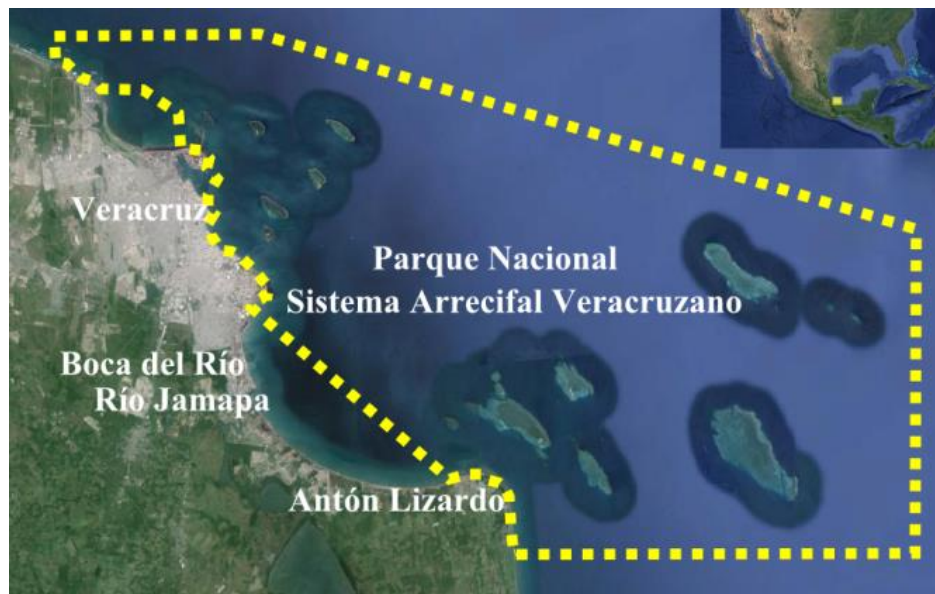 Veracruz
Parque Nacional
Sistema Arrecifal Veracruzano
Boca del Río
Río Jamapa
Antón Lizardo